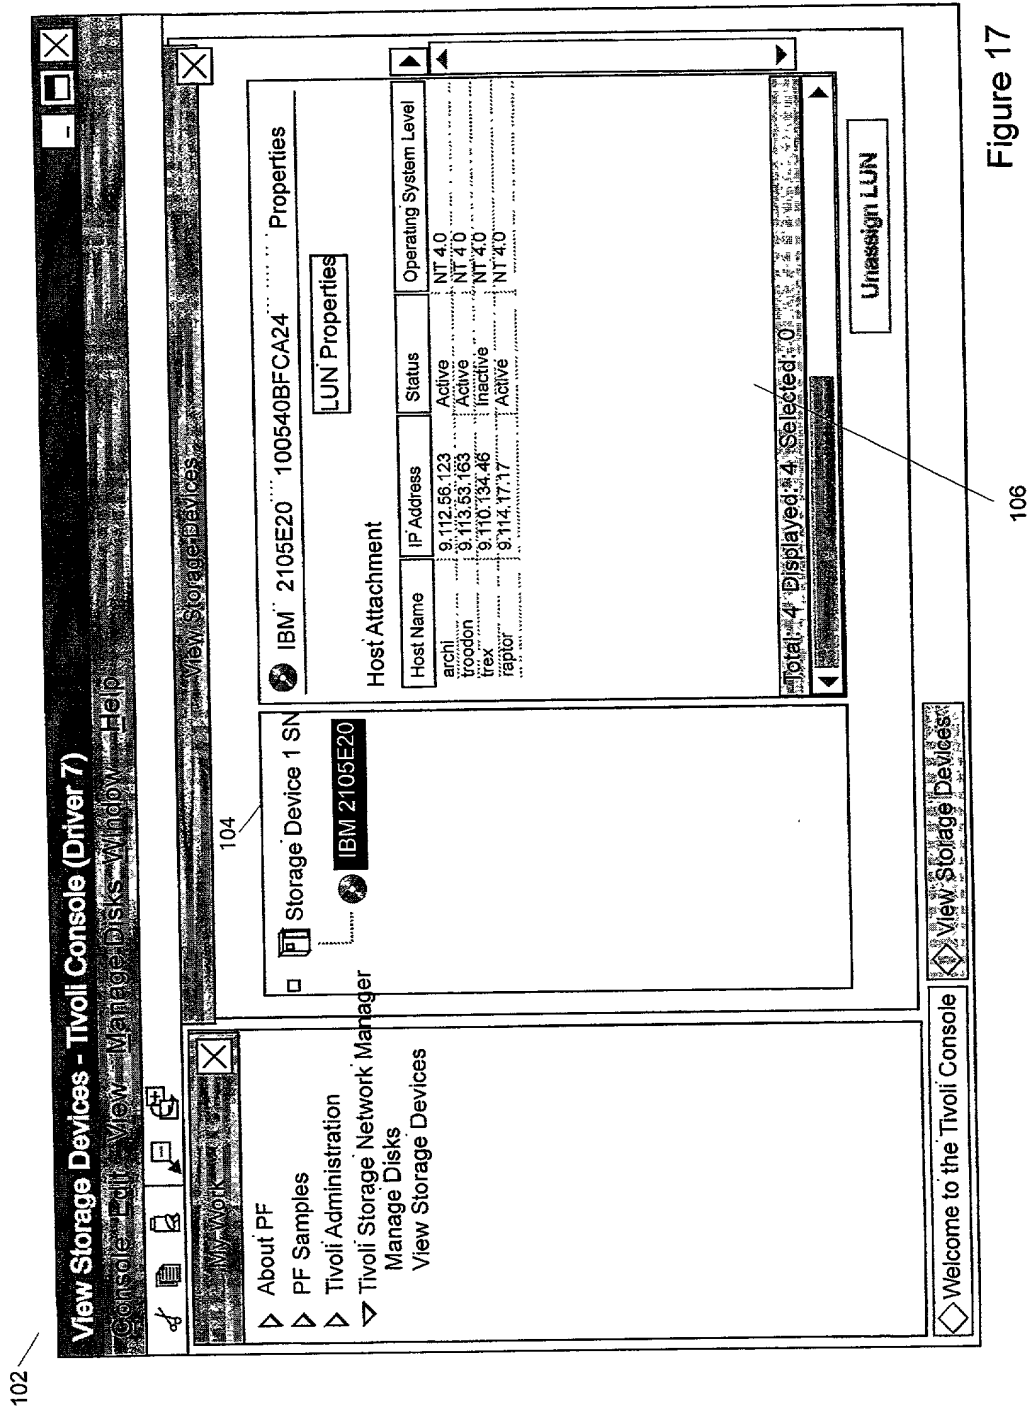 102
View Storage Devices - Tivoli Console (Driver 7)
Console Edit View Manage Disks Window Help
My Work
About PF
PF Samples
Tivoli Administration
Tivoli Storage Network Manager
Manage Disks
View Storage Devices
View Storage Devices
104
Storage Device 1 SN
IBM 2105E20
IBM 2105E20 100540BFCA24 Properties
LUN Properties
Host Attachment
Host Name IP Address Status Operating System Level
archi 9.112.56.123 Active NT 4.0
troodon 9.113.53.163 Active NT 4 0
trex 9.110.134.46 Inactive NT 4.0
raptor 9.114.17.17 Active NT 4.0
Total: 4 Displayed: 4 Selected: 0
Unassign LUN
106
Welcome to the Tivoli Console
View Storage Devices
Figure 17